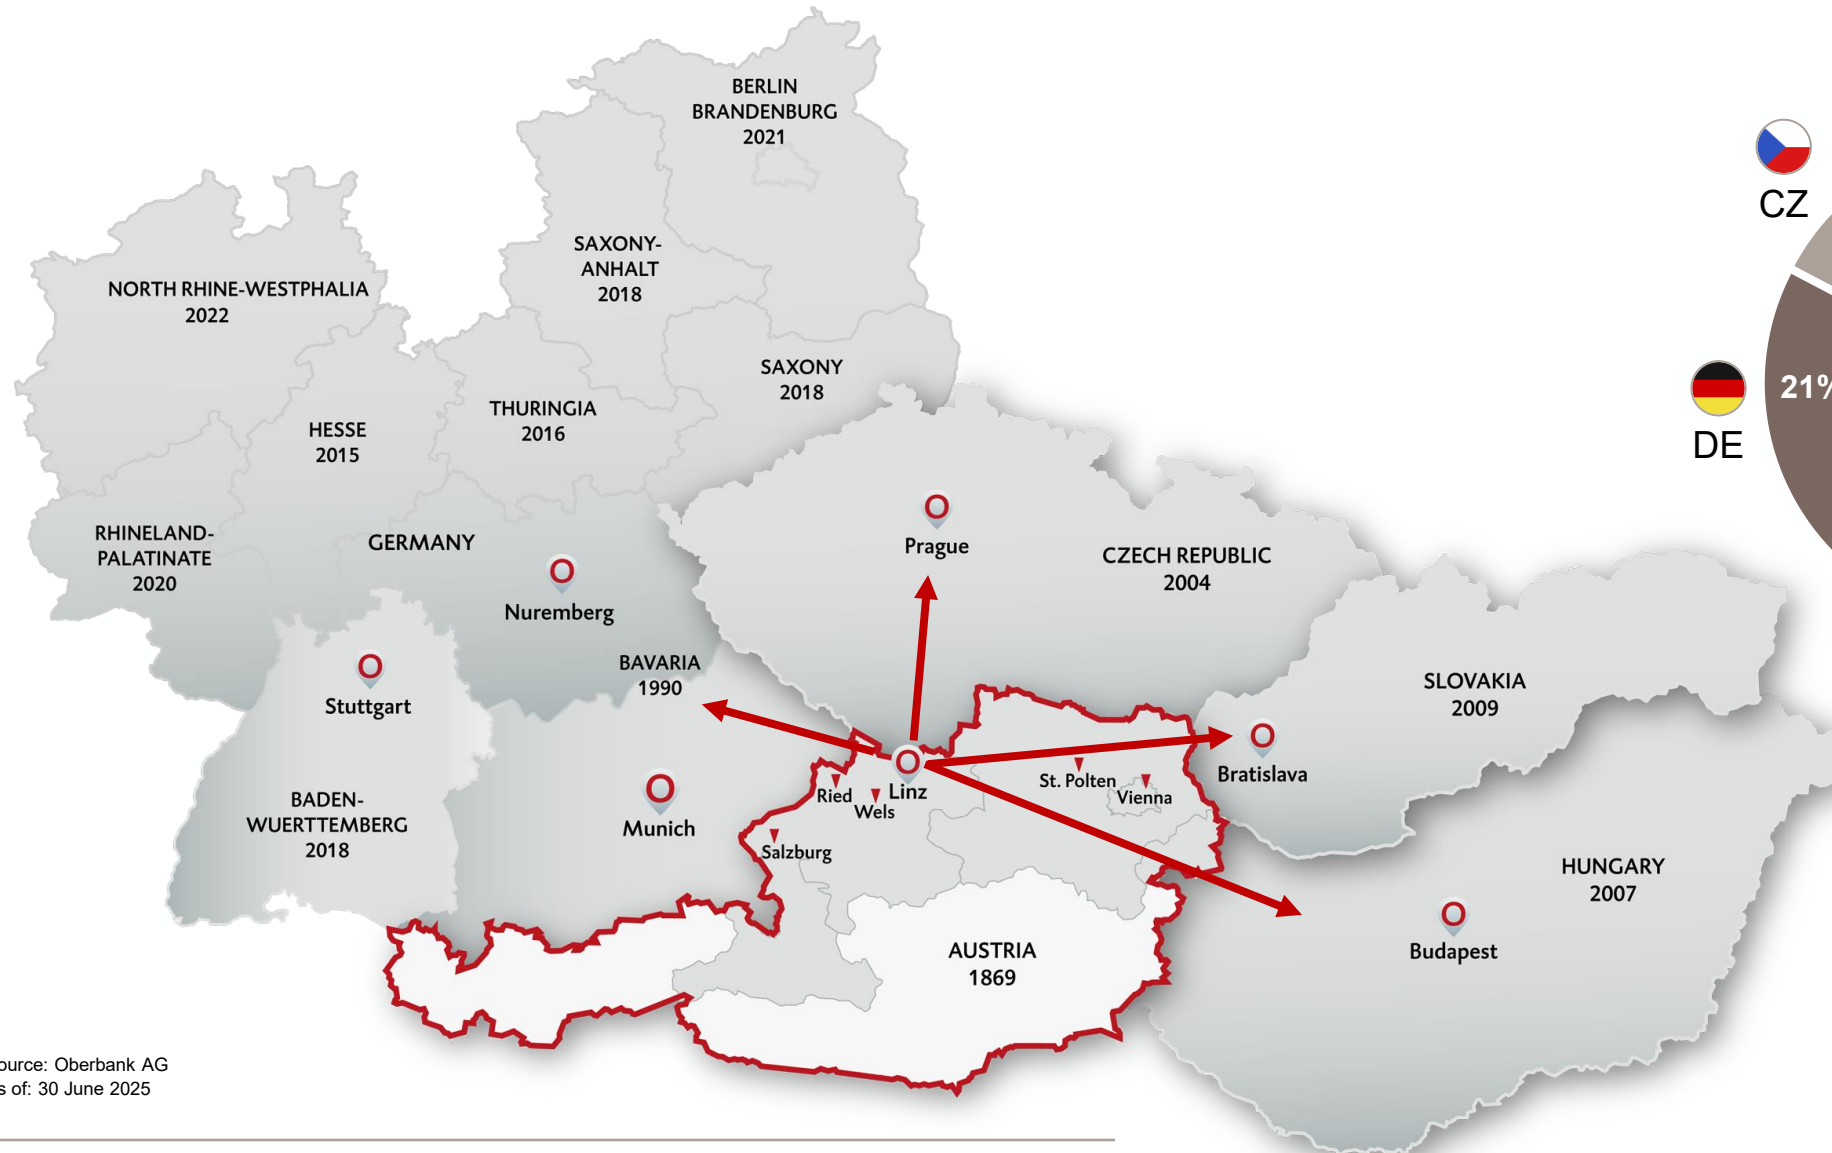 BERLIN
BRANDENBURG
2021
CZ
SAXONY-
ANHALT
2018
NORTH RHINE-WESTPHALIA
2022
SAXONY
2018
21%
DE
THURINGIA
2016
HESSE
2015
RHINELAND-
PALATINATE
2020
GERMANY
Nuremberg
Prague
CZECH REPUBLIC
2004
BAVARIA
1990
Stuttgart
SLOVAKIA
2009
BADEN-
WUERTTEMBERG
2018
Munich
Ried
Wels
Linz
St. Polten
Vienna
Bratislava
Salzburg
HUNGARY
2007
AUSTRIA
1869
Budapest
ource: Oberbank AG
s of: 30 June 2025